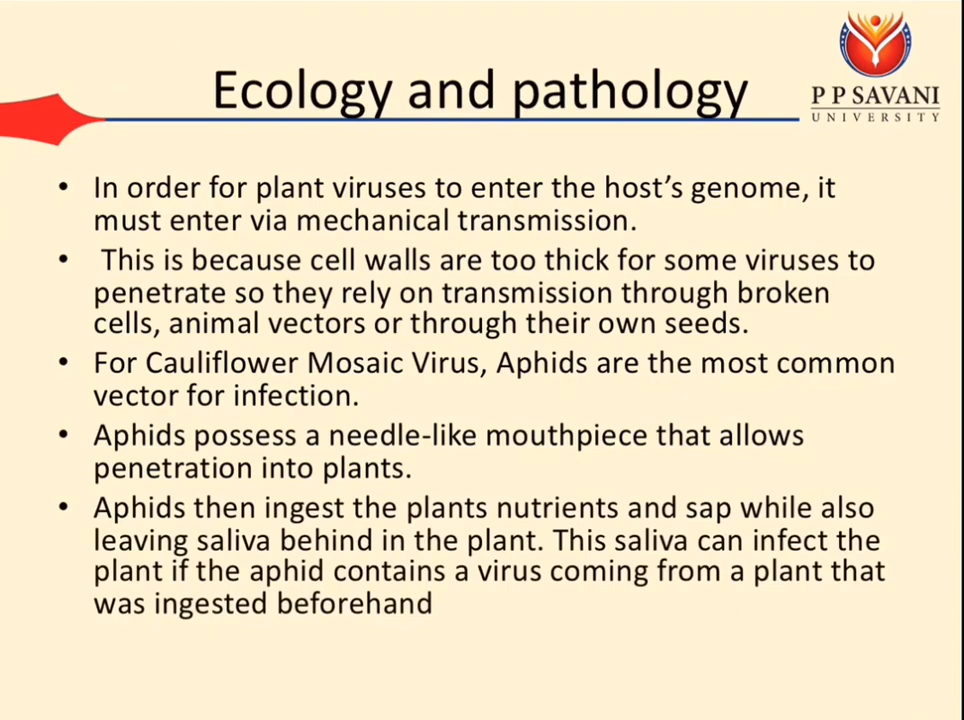 P P SAVANI
UNIVERSITY
Ecology and pathology
• In order for plant viruses to enter the host’s genome, it
must enter via mechanical transmission.
• This is because cell walls are too thick for some viruses to
penetrate so they rely on transmission through broken
cells, animal vectors or through their own seeds.
• For Cauliflower Mosaic Virus, Aphids are the most common
vector for infection.
• Aphids possess a needle-like mouthpiece that allows
penetration into plants.
• Aphids then ingest the plants nutrients and sap while also
leaving saliva behind in the plant. This saliva can infect the
plant if the aphid contains a virus coming from a plant that
was ingested beforehand